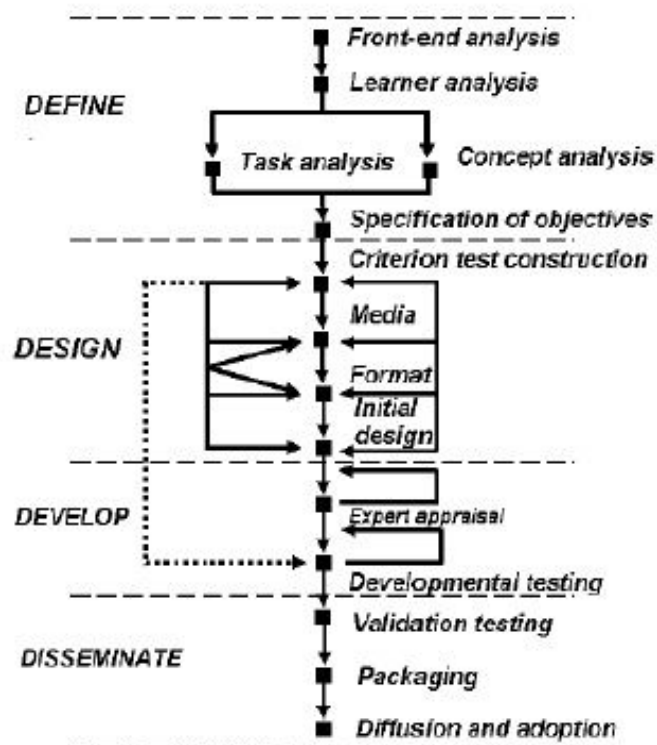 Front-end analysis
Learner analysis
DEFINE
Task analysis
Concept analysis
Specification of objectives
Criterion test construction
Media
DESIGN
Format
Initial
design
DEVELOP
Expert appraisal
Developmental testing
Validation testing
DISSEMINATE
Packaging
Diffusion and adoption